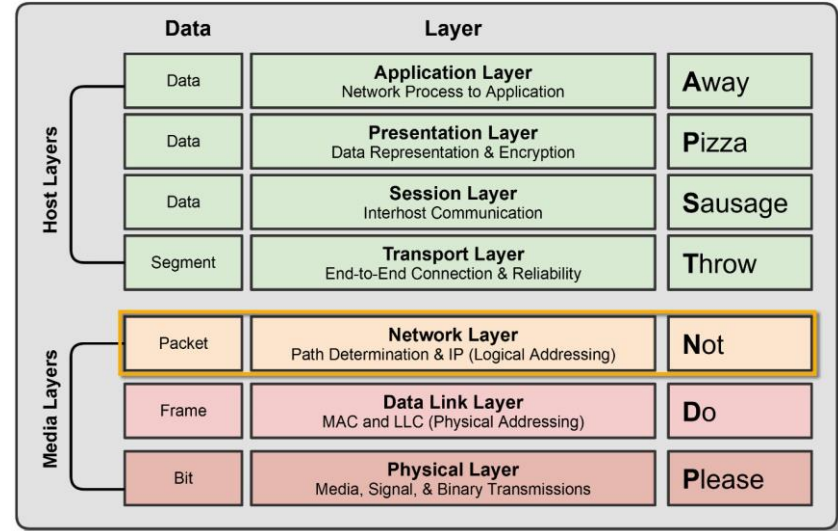 Data Layer
Host Layers
Data
Application Layer
Network Process to Application
Away
Data
Presentation Layer
Data Representation & Encryption
Pizza
Data
Session Layer
Interhost Communication
Sausage
Segment
Transport Layer
End-to-End Connection & Reliability
Throw
Media Layers
Packet
Network Layer
Path Determination & IP (Logical Addressing)
Not
Frame
Data Link Layer
MAC and LLC (Physical Addressing)
Do
Bit
Physical Layer
Media, Signal, & Binary Transmissions
Please